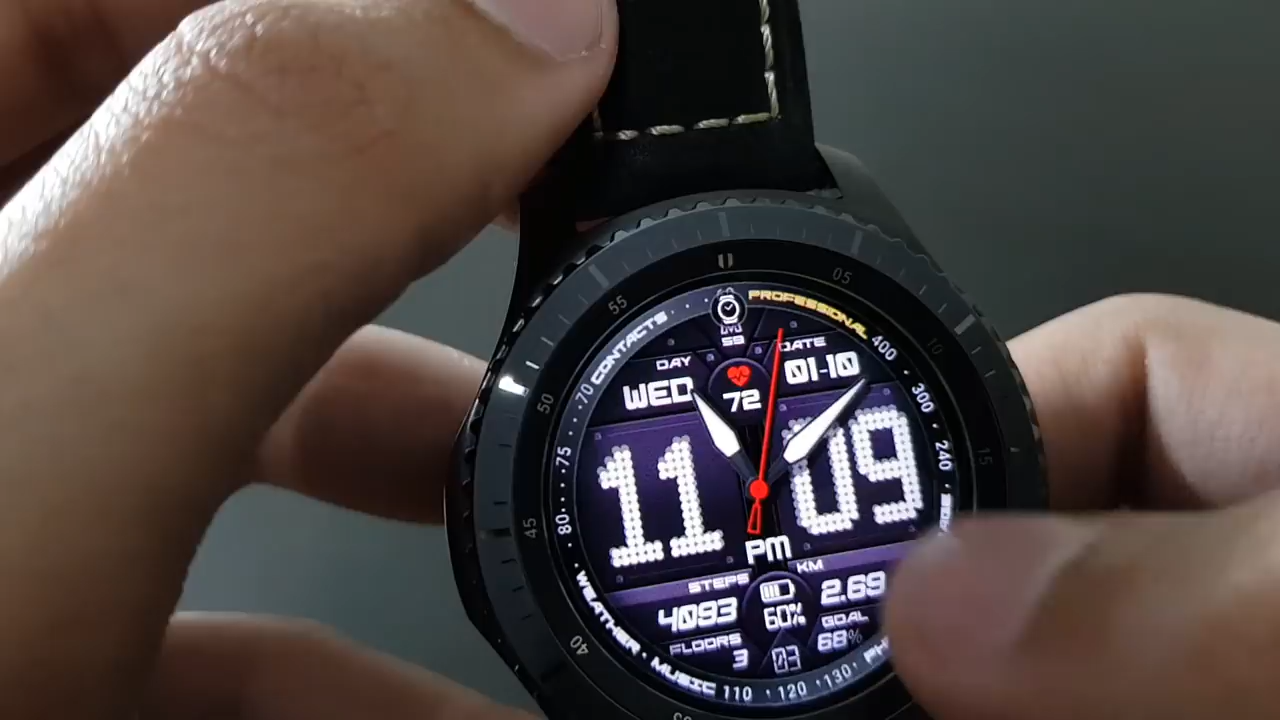 05
55
10
50
15
45
40
PROFESSIONAL
CONTACTS
400
300
240
70
75
80
59
DAY
DATE
WED
01-10
72
11
09
PM
STEPS
KM
4093
2.69
60%
GOAL
68%
FLOORS
3
03
WEATHER
MUSIC
110
120
130